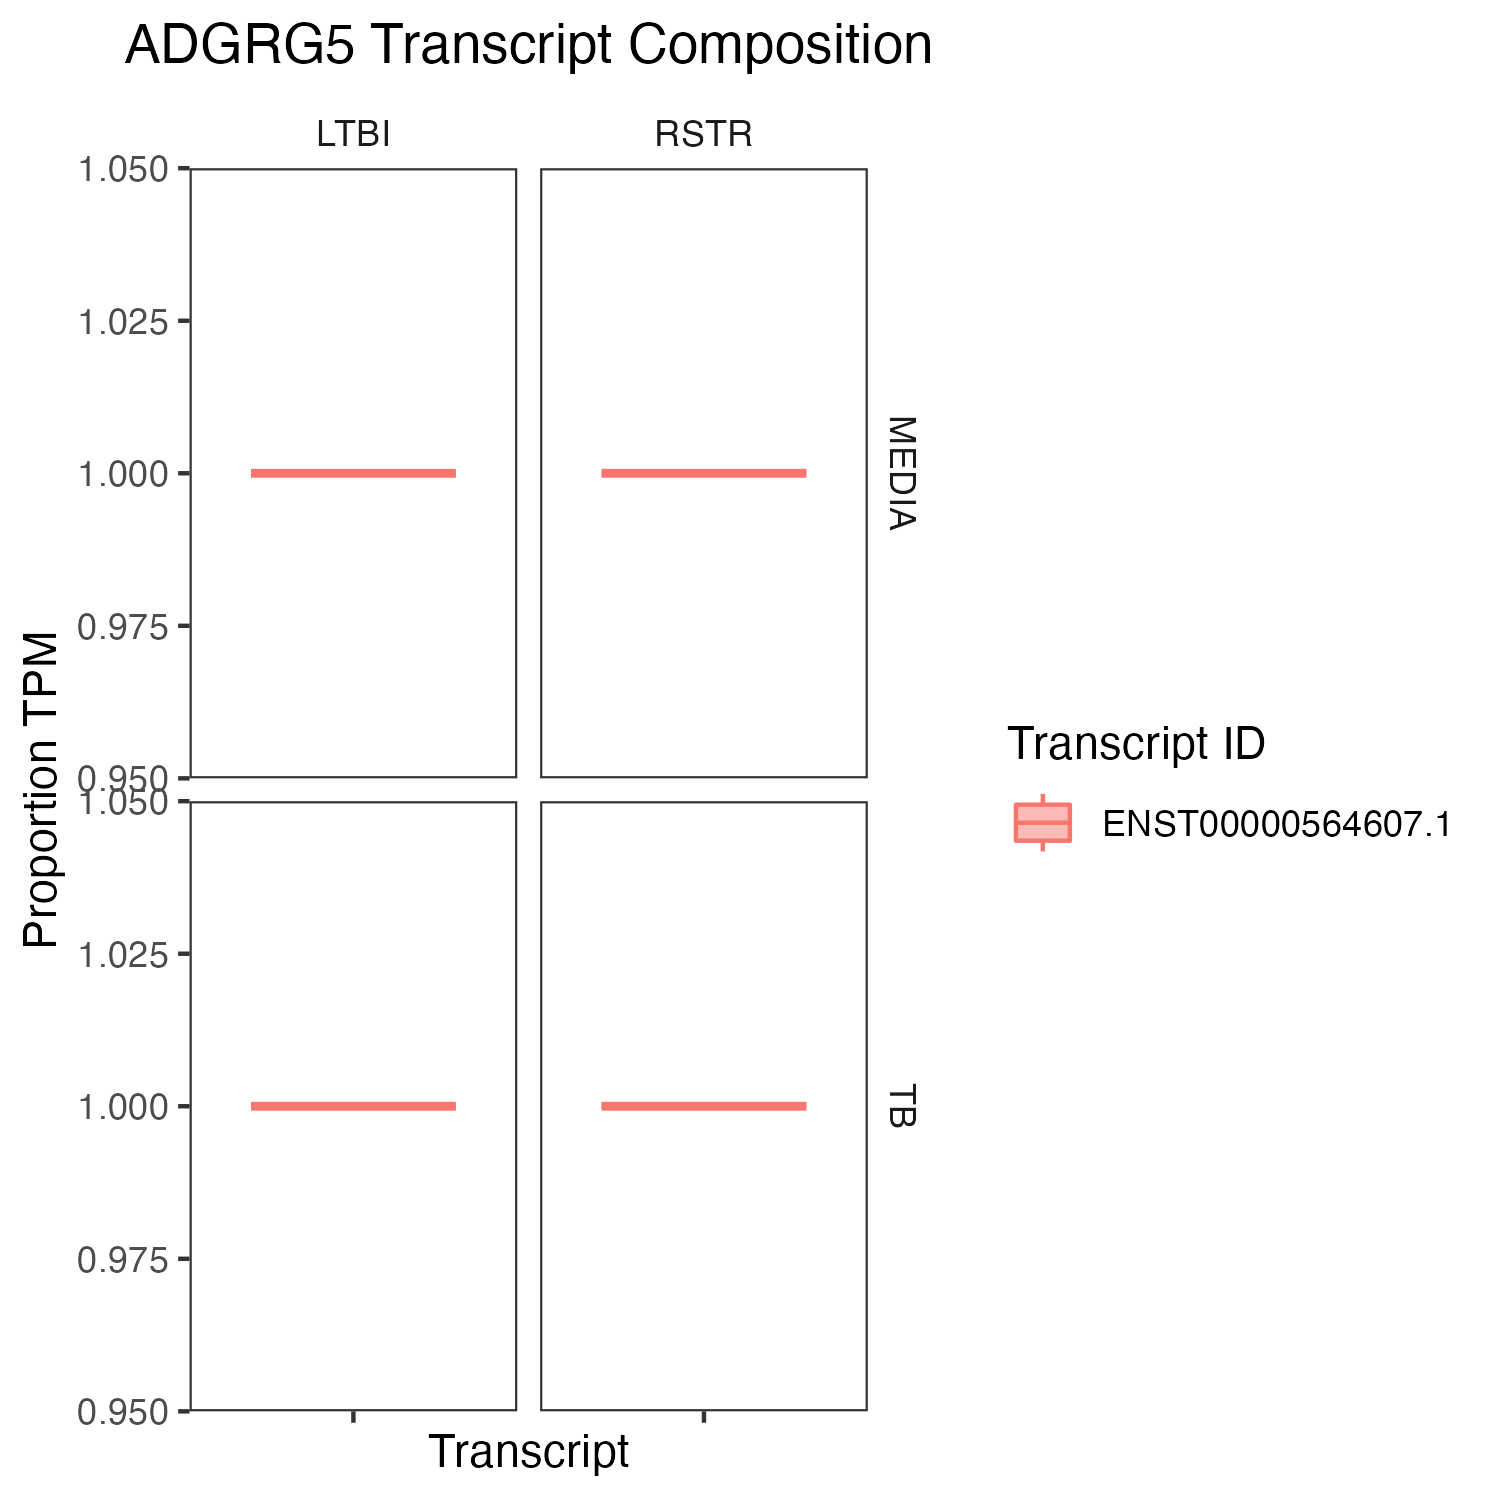 ADGRG5 Transcript Composition
LTBI
RSTR
1.050
1.025
1.000
0.975
0.950
MEDIA
1.050
1.025
1.000
0.975
0.950
TB
Proportion TPM
Transcript
Transcript ID
ENST00000564607.1